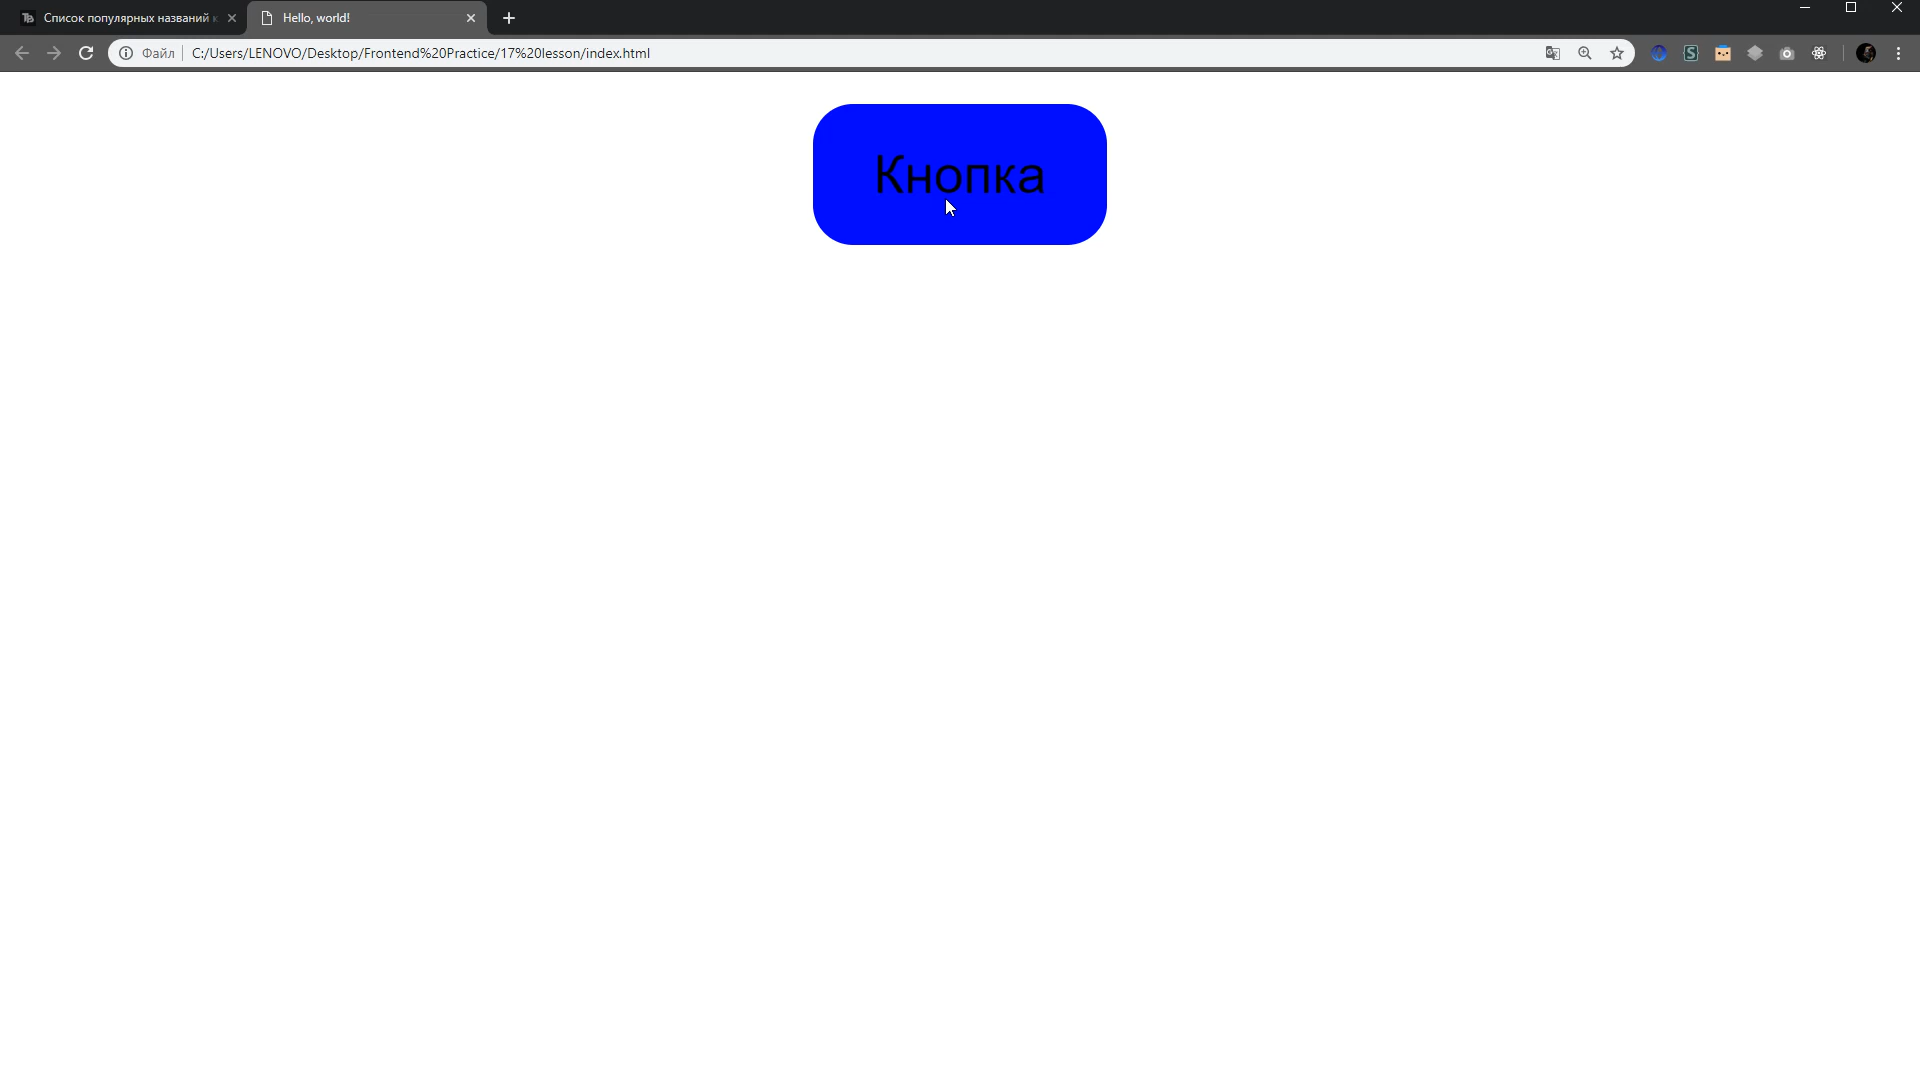 Список популярных названий к
Hello, world!
Файл
C:/Users/LENOVO/Desktop/Frontend%20Practice/17%20lesson/index.html
Кнопка